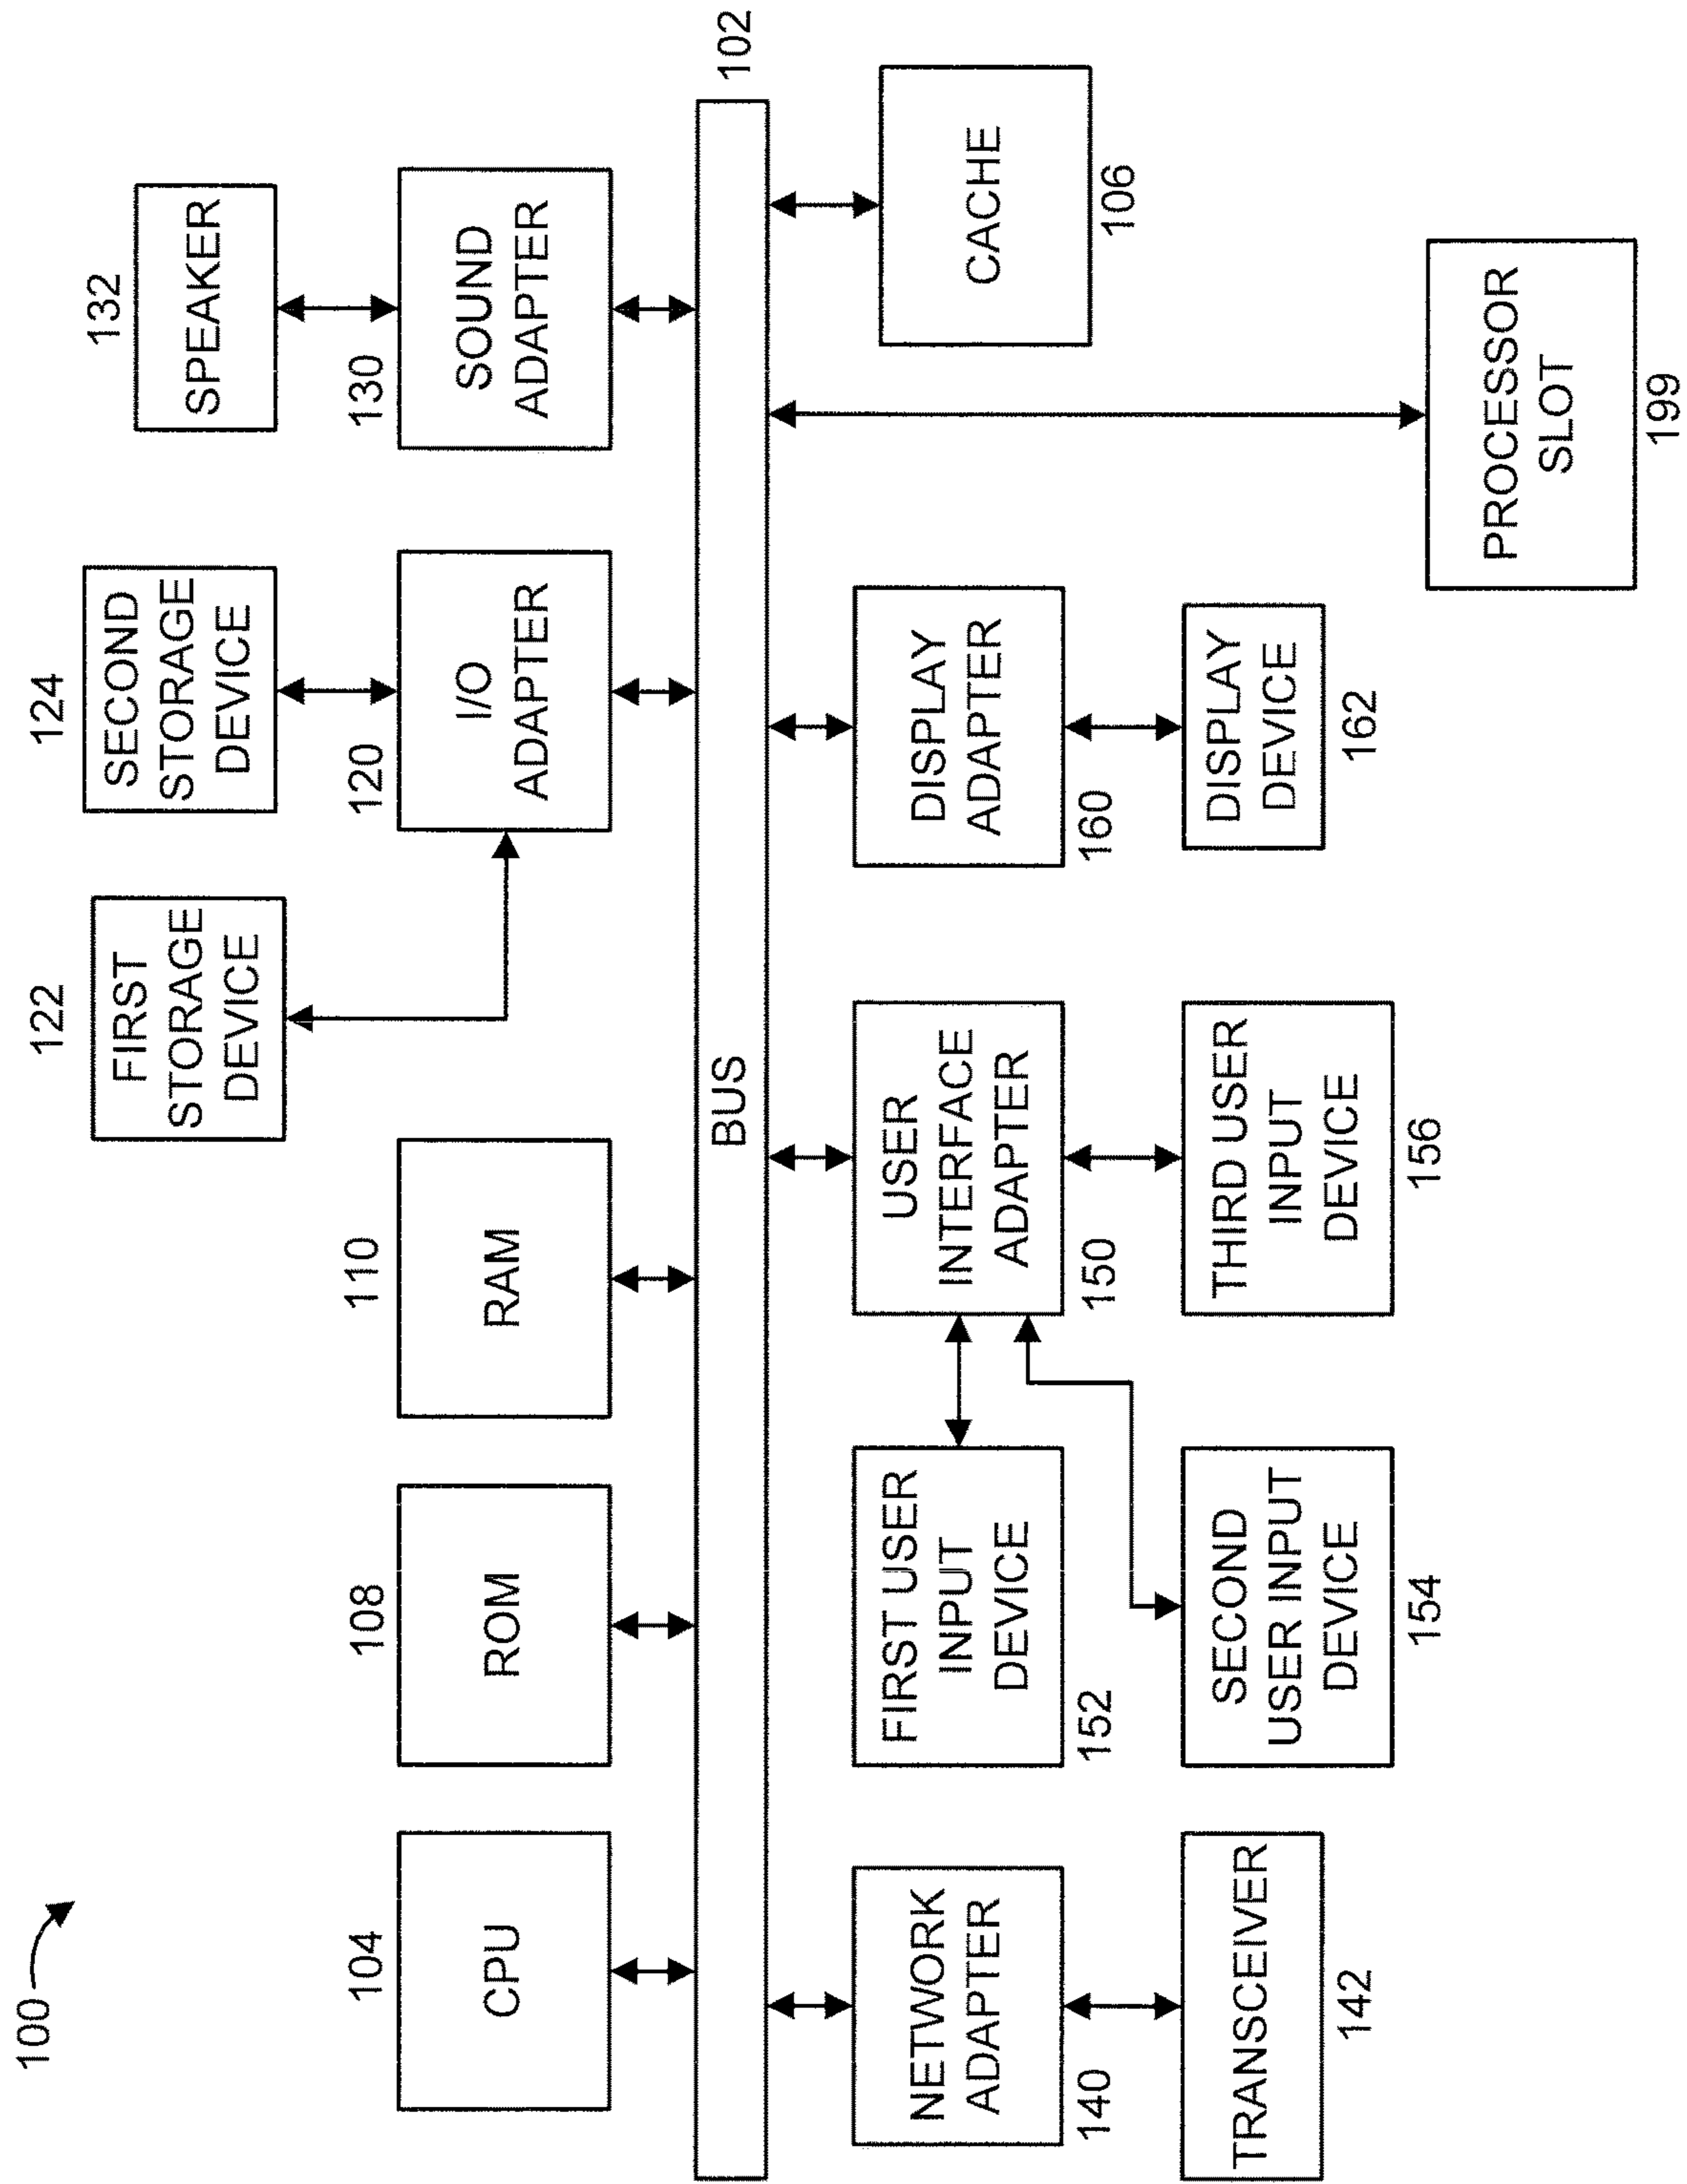 100
122
124
132
FIRST
STORAGE
DEVICE
SECOND
STORAGE
DEVICE
SPEAKER
104
108
110
120
130
CPU
ROM
RAM
I/O
ADAPTER
SOUND
ADAPTER
BUS
102
NETWORK
ADAPTER
FIRST USER
INPUT
DEVICE
USER
INTERFACE
ADAPTER
DISPLAY
ADAPTER
CACHE
140
152
150
160
106
TRANSCEIVER
SECOND
USER INPUT
DEVICE
THIRD USER
INPUT
DEVICE
DISPLAY
DEVICE
142
154
156
162
PROCESSOR
SLOT
199